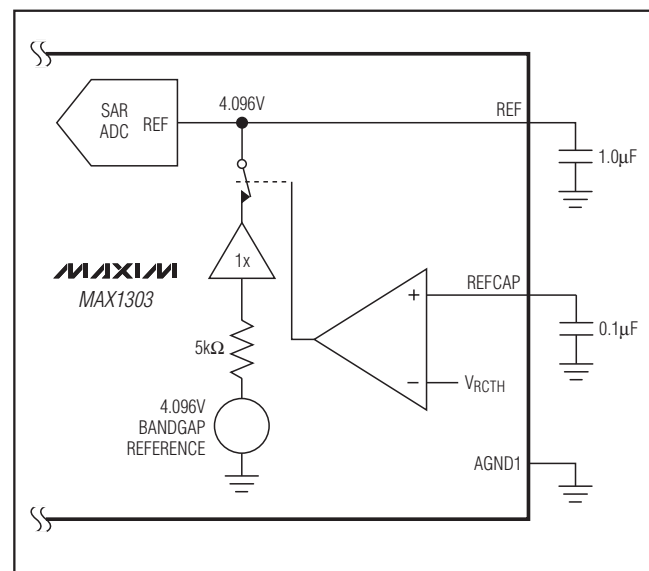 SAR
ADC
REF
4.096V
REF
1.0µF
MAXIM
MAX1303
1x
REFCAP
+
0.1µF
5kΩ
−
VRCTH
4.096V
BANDGAP
REFERENCE
AGND1